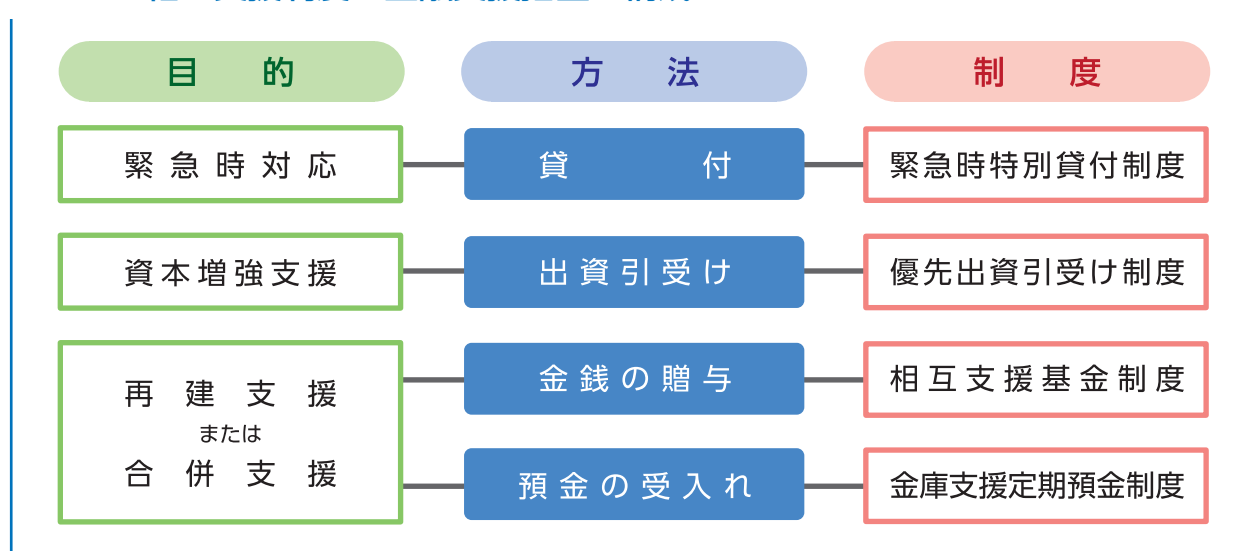 目的 方法 制度
緊急時対応 貸付 緊急時特別貸付制度
資本増強支援 出資引受け 優先出資引受け制度
再建支援
または
合併支援
金銭の贈与 相互支援基金制度
預金の受入れ 金庫支援定期預金制度